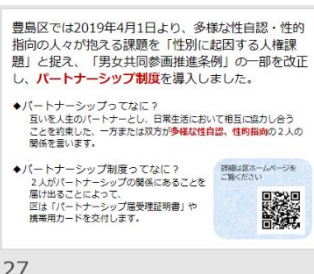 豊島区では2019年4月1日より、多様な性自認・性的
指向の人々が抱える課題を「性別に起因する人権課
題」と捉え、「男女共同参画推進条例」の一部を改正
し、パートナーシップ制度を導入しました。
◆パートナーシップってなに？
互いを人生のパートナーとし、日常生活において相互に協力し合う
ことを約束した、一方または双方が多様な性自認、性的指向の２人の
関係を言います。
◆パートナーシップ制度ってなに？
２人がパートナーシップの関係にあることを
届け出ることによって、
区は「パートナーシップ届受理証明書」や
携帯用カードを交付します。
詳細は区ホームページを
ご覧ください
27